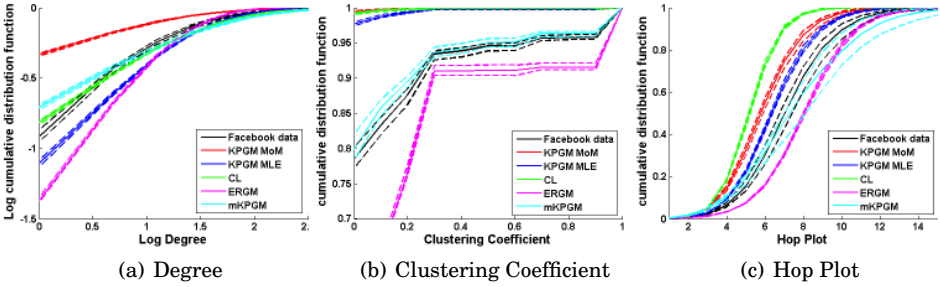 Log cumulative distribution function
0
-0.5
-1
-1.5
0 0.5 1 1.5 2 2.
Log Degree
Facebook data
KPGM MoM
KPGM MLE
CL
ERGM
mKPGM
(a) Degree
cumulative distribution function
1
0.95
0.9
0.85
0.8
0.75
0.7
0 0.2 0.4 0.6 0.8 1
Clustering Coefficient
Facebook data
KPGM MoM
KPGM MLE
CL
ERGM
mKPGM
(b) Clustering Coefficient
cumulative distribution function
1
0.8
0.6
0.4
0.2
0
2 4 6 8 10 12 14
Hop Plot
Facebook data
KPGM MoM
KPGM MLE
CL
ERGM
mKPGM
(c) Hop Plot